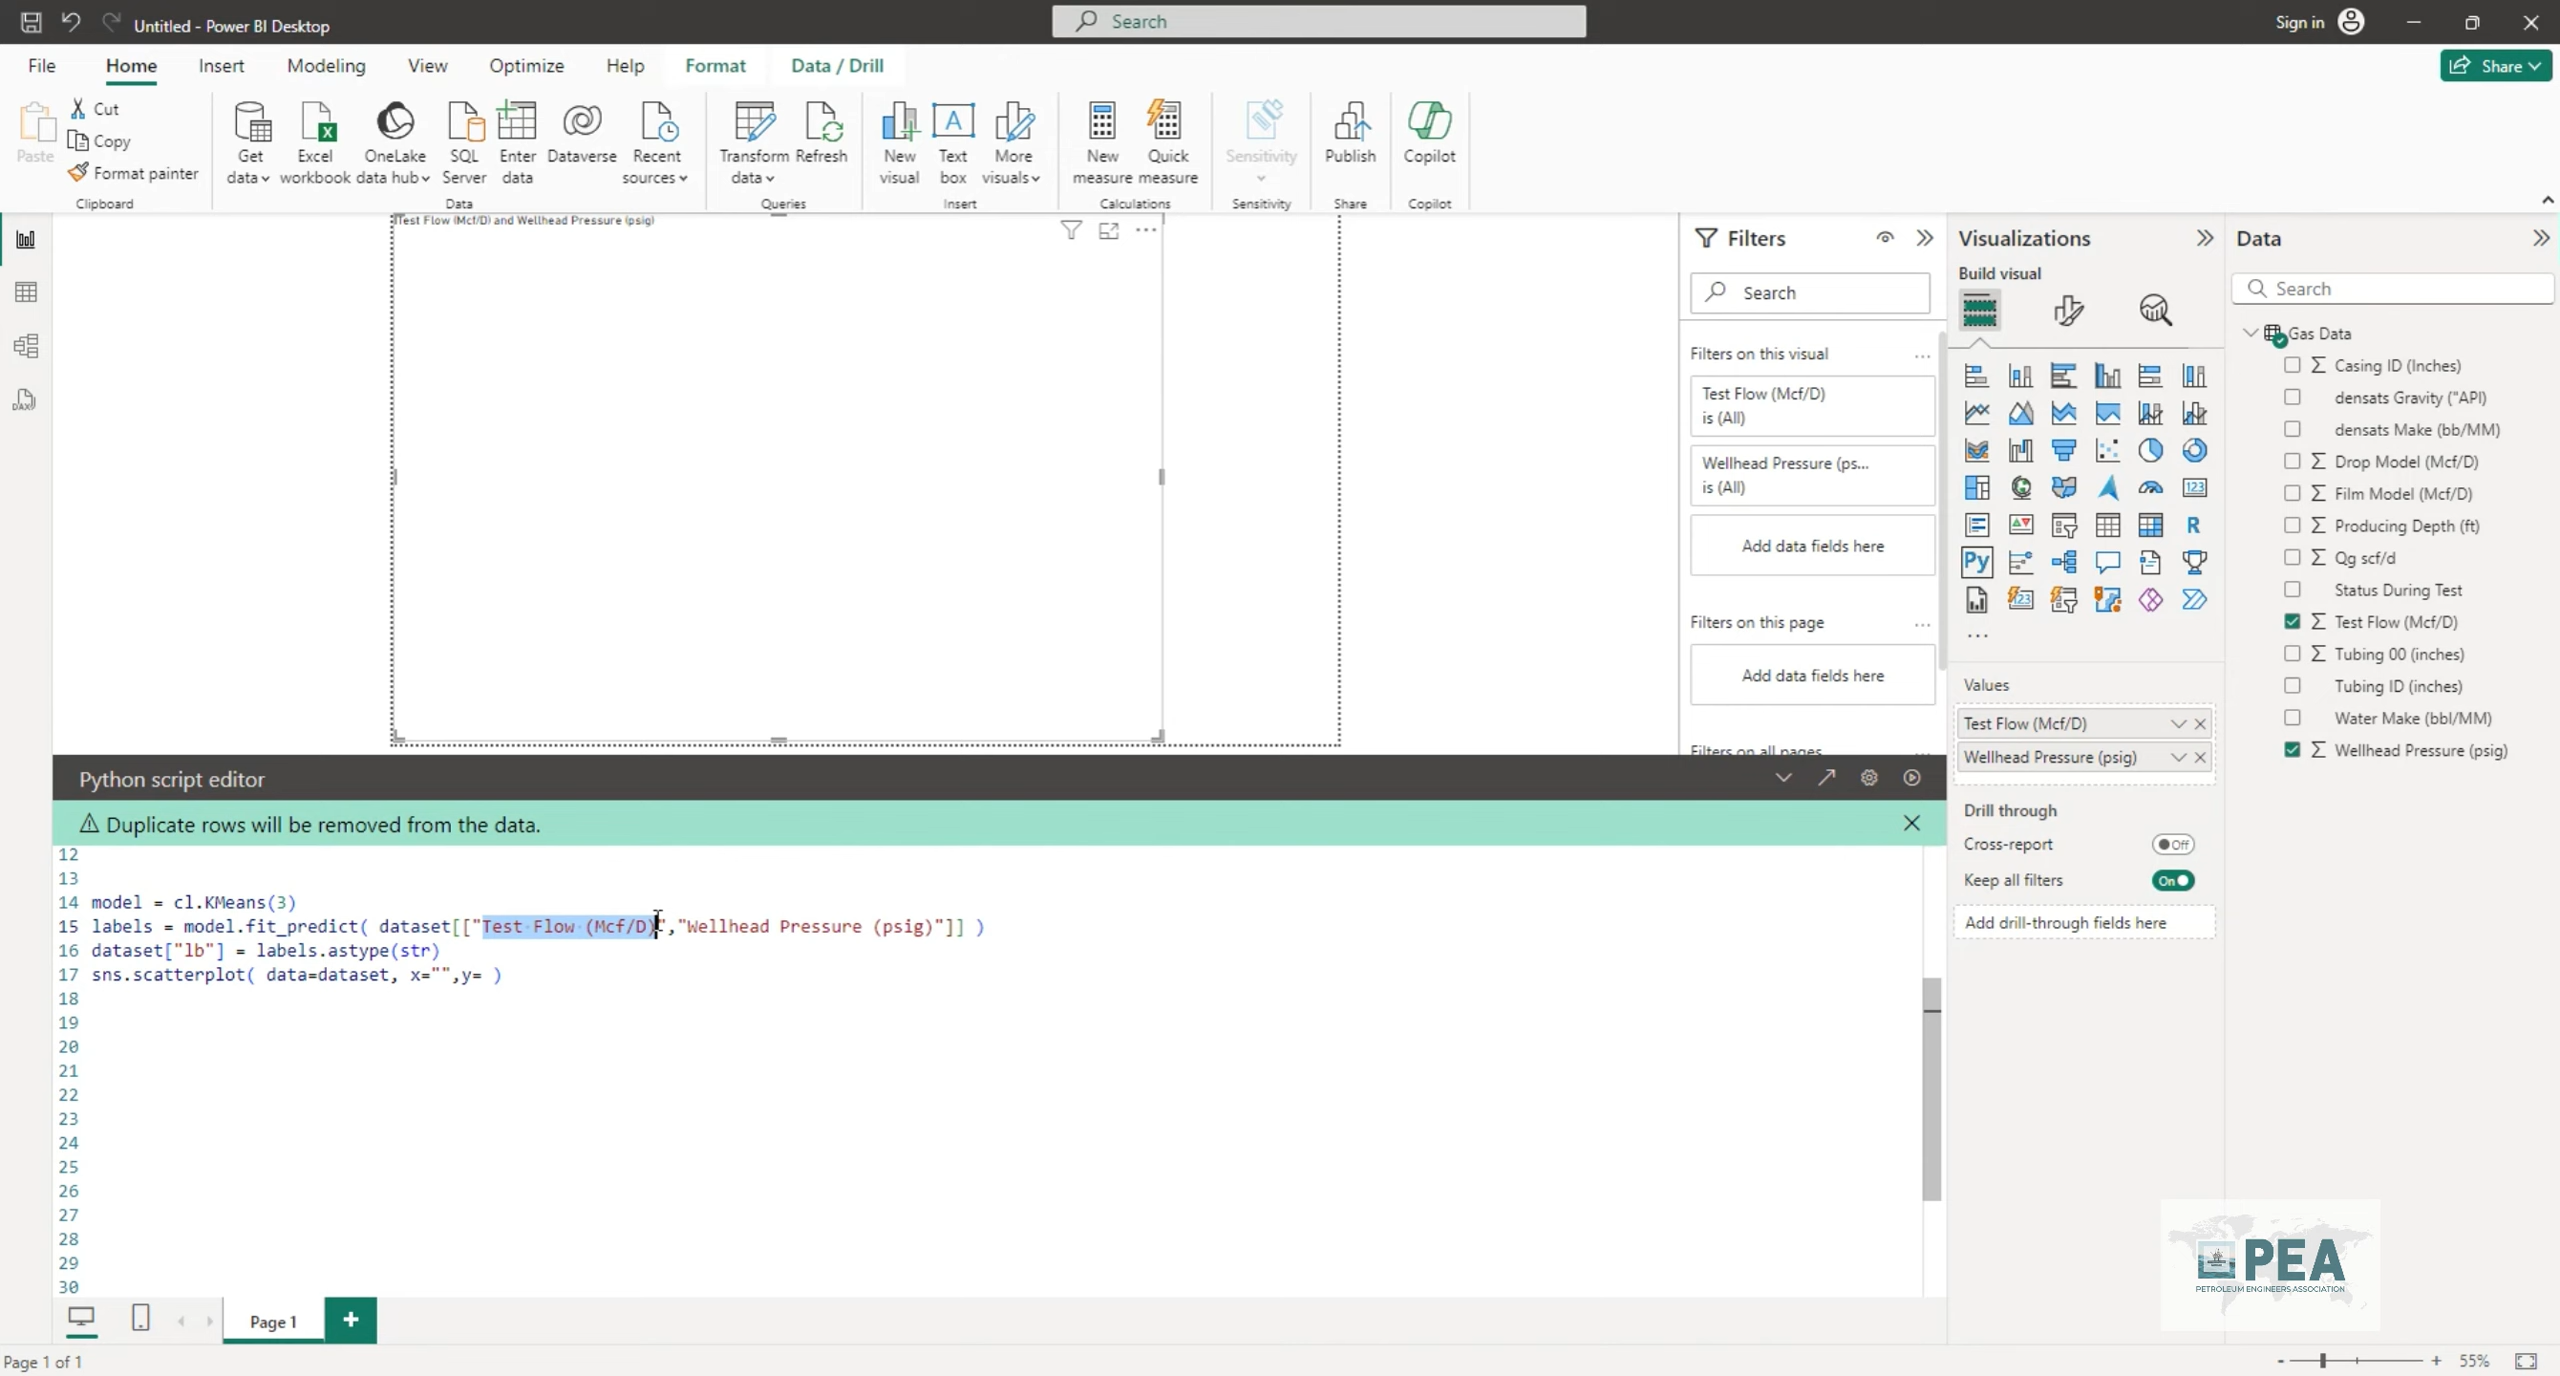 Untitled - Power BI Desktop
Search
Sign in
File
Home
Insert
Modeling
View
Optimize
Help
Format
Data / Drill
Share
Paste
Cut
Copy
Format painter
Clipboard
Get data
Excel workbook
OneLake data hub
SQL Server
Enter data
Dataverse
Recent sources
Data
Transform data
Refresh
Queries
New visual
Text box
More visuals
Insert
New measure
Quick measure
Calculations
Sensitivity
Sensitivity
Publish
Share
Copilot
Copilot
Test Flow (Mcf/D) and Wellhead Pressure (psig)
Filters
Search
Filters on this visual
Test Flow (Mcf/D)
is (All)
Wellhead Pressure (ps...
is (All)
Add data fields here
Filters on this page
Add data fields here
Filters on all pages
Visualizations
Build visual
123
R
Py
123
Values
Test Flow (Mcf/D)
Wellhead Pressure (psig)
Drill through
Cross-report
Off
Keep all filters
On
Add drill-through fields here
Data
Search
Gas Data
Casing ID (Inches)
densats Gravity ("API)
densats Make (bb/MM)
Drop Model (Mcf/D)
Film Model (Mcf/D)
Producing Depth (ft)
Qg scf/d
Status During Test
Test Flow (Mcf/D)
Tubing 00 (inches)
Tubing ID (inches)
Water Make (bbl/MM)
Wellhead Pressure (psig)
DAX
Python script editor
Duplicate rows will be removed from the data.
12
13
14 model = cl.KMeans(3)
15 labels = model.fit_predict( dataset[["Test Flow (Mcf/D)","Wellhead Pressure (psig)"]] )
16 dataset["lb"] = labels.astype(str)
17 sns.scatterplot( data=dataset, x="",y= )
18
19
20
21
22
23
24
25
26
27
28
29
30
Page 1
+
Page 1 of 1
- + 55%
PEA
PETROLEUM ENGINEERS ASSOCIATION